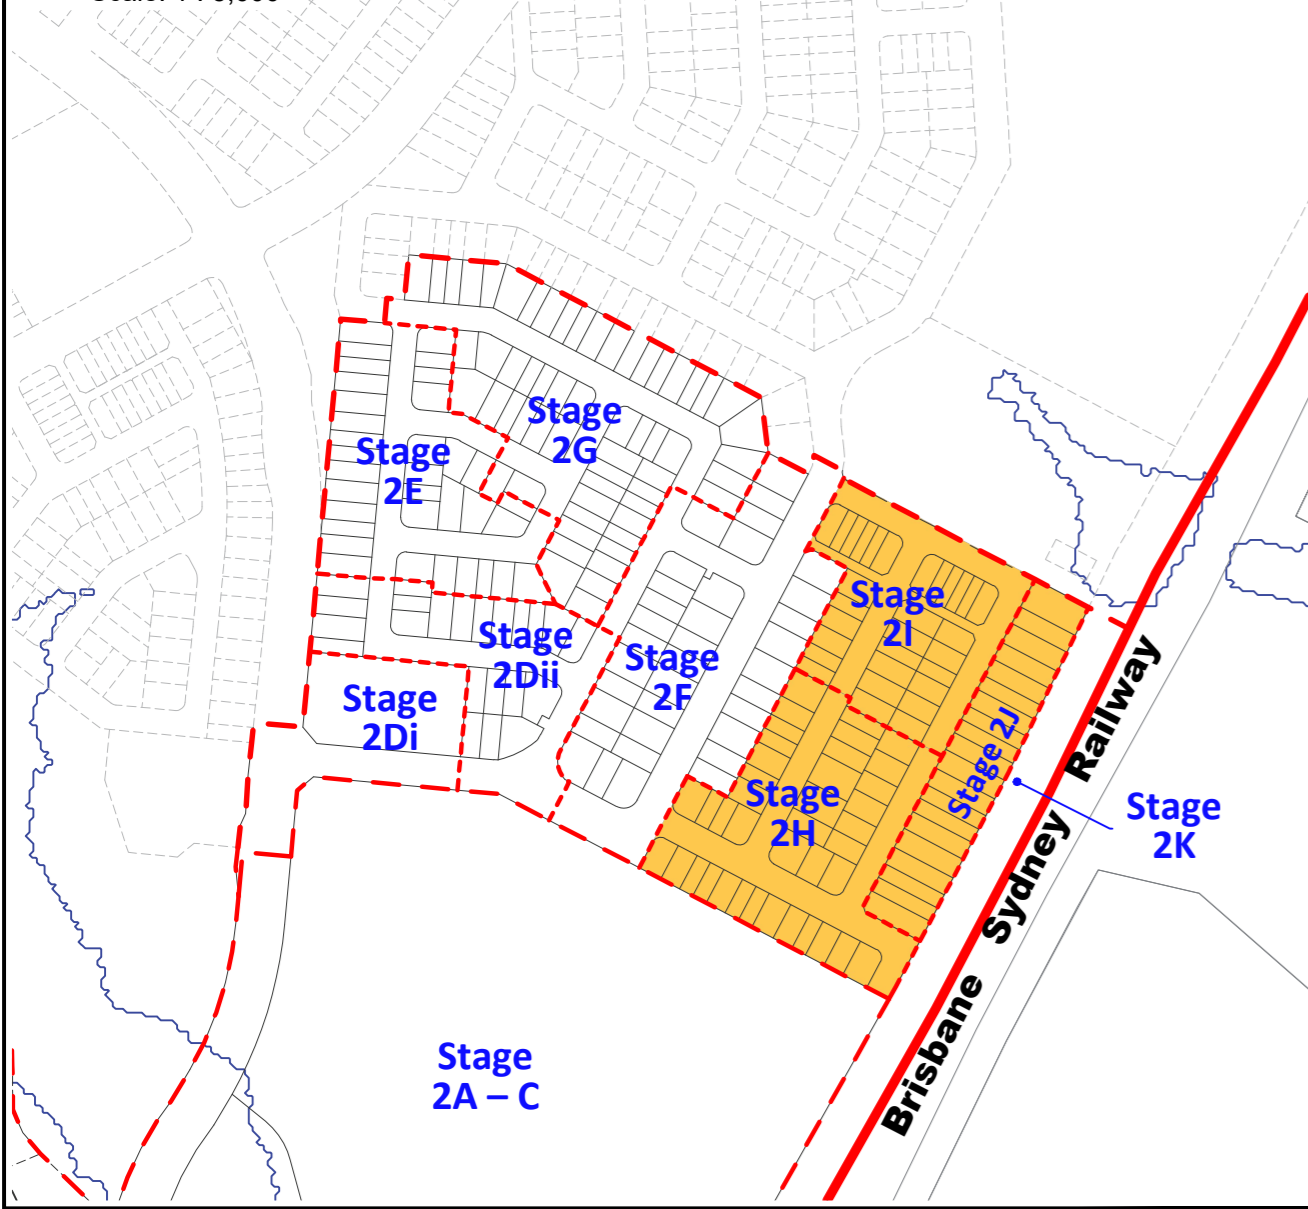 Stage
2G
Stage
2E
Stage
2I
Stage
2Dii
Stage
2F
Stage
2Di
Stage 2J
Stage
2H
Stage
2K
Brisbane Sydney Railway
Stage
2A – C